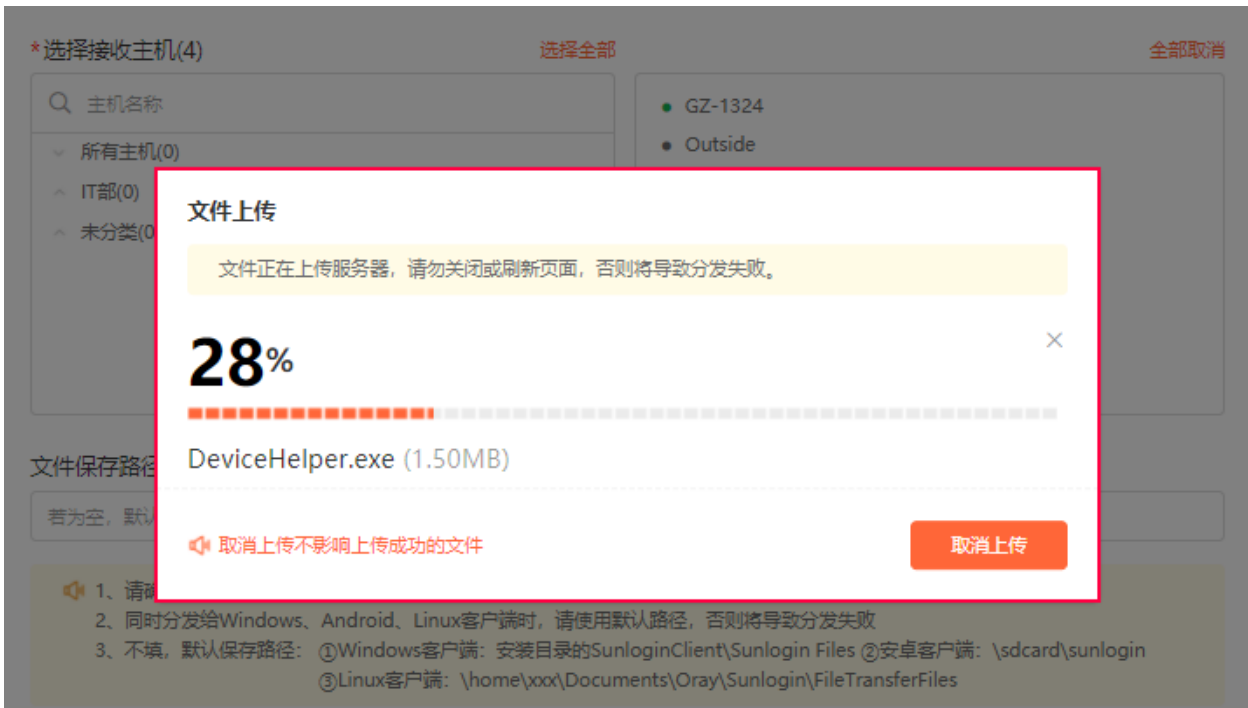 *选择接收主机(4)
选择全部
全部取消
主机名称
GZ-1324
所有主机(0)
Outside
IT部(0)
未分类(0
文件上传
文件正在上传服务器，请勿关闭或刷新页面，否则将导致分发失败。
28%
DeviceHelper.exe (1.50MB)
文件保存路径
若为空，默认
取消上传不影响上传成功的文件
取消上传
1、请确
2、同时分发给Windows、Android、Linux客户端时，请使用默认路径，否则将导致分发失败
3、不填，默认保存路径： ①Windows客户端：安装目录的SunloginClient\Sunlogin Files ②安卓客户端：\sdcard\sunlogin
③Linux客户端：\home\xxx\Documents\Oray\Sunlogin\FileTransferFiles